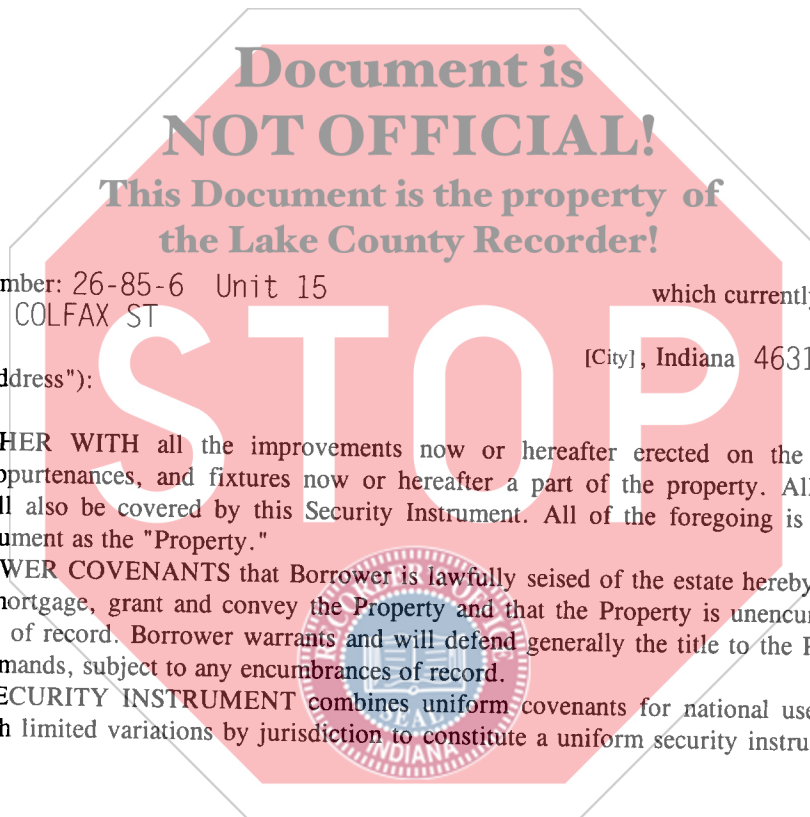 Document is
NOT OFFICIAL!
This Document is the property of
the Lake County Recorder!
mber: 26-85-6 Unit 15 which currently
COLFAX ST
[City], Indiana 4631
ddress"):
STOP
HER WITH all the improvements now or hereafter erected on the
ppurtenances, and fixtures now or hereafter a part of the property. Al
ll also be covered by this Security Instrument. All of the foregoing is
ument as the "Property."
WER COVENANTS that Borrower is lawfully seised of the estate hereby
nortgage, grant and convey the Property and that the Property is unencu
of record. Borrower warrants and will defend generally the title to the P
mands, subject to any encumbrances of record.
ECURITY INSTRUMENT combines uniform covenants for national use
h limited variations by jurisdiction to constitute a uniform security instru
SEAL
INDIANA